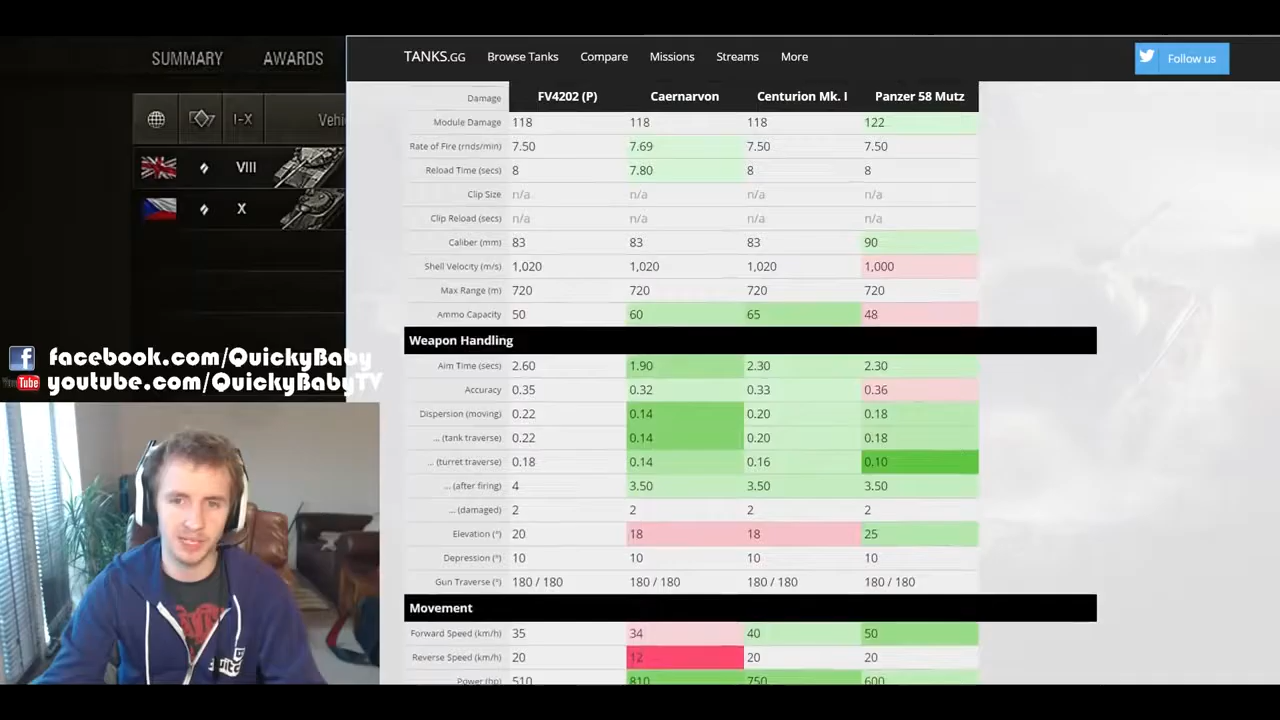 SUMMARY AWARDS
TANKS.GG Browse Tanks Compare Missions Streams More Follow us
I-X Vehi
VIII
X
Damage FV4202 (P) Caernarvon Centurion Mk. I Panzer 58 Mutz
Module Damage 118 118 118 122
Rate of Fire (rnds/min) 7.50 7.69 7.50 7.50
Reload Time (secs) 8 7.80 8 8
Clip Size n/a n/a n/a n/a
Clip Reload (secs) n/a n/a n/a n/a
Caliber (mm) 83 83 83 90
Shell Velocity (m/s) 1,020 1,020 1,020 1,000
Max Range (m) 720 720 720 720
Ammo Capacity 50 60 65 48
Weapon Handling
Aim Time (secs) 2.60 1.90 2.30 2.30
Accuracy 0.35 0.32 0.33 0.36
Dispersion (moving) 0.22 0.14 0.20 0.18
... (tank traverse) 0.22 0.14 0.20 0.18
... (turret traverse) 0.18 0.14 0.16 0.10
... (after firing) 4 3.50 3.50 3.50
... (damaged) 2 2 2 2
Elevation (°) 20 18 18 25
Depression (°) 10 10 10 10
Gun Traverse (°) 180 / 180 180 / 180 180 / 180 180 / 180
Movement
Forward Speed (km/h) 35 34 40 50
Reverse Speed (km/h) 20 12 20 20
Power (hp) 510 810 750 600
facebook.com/QuickyBaby
You Tube youtube.com/QuickyBabyTV